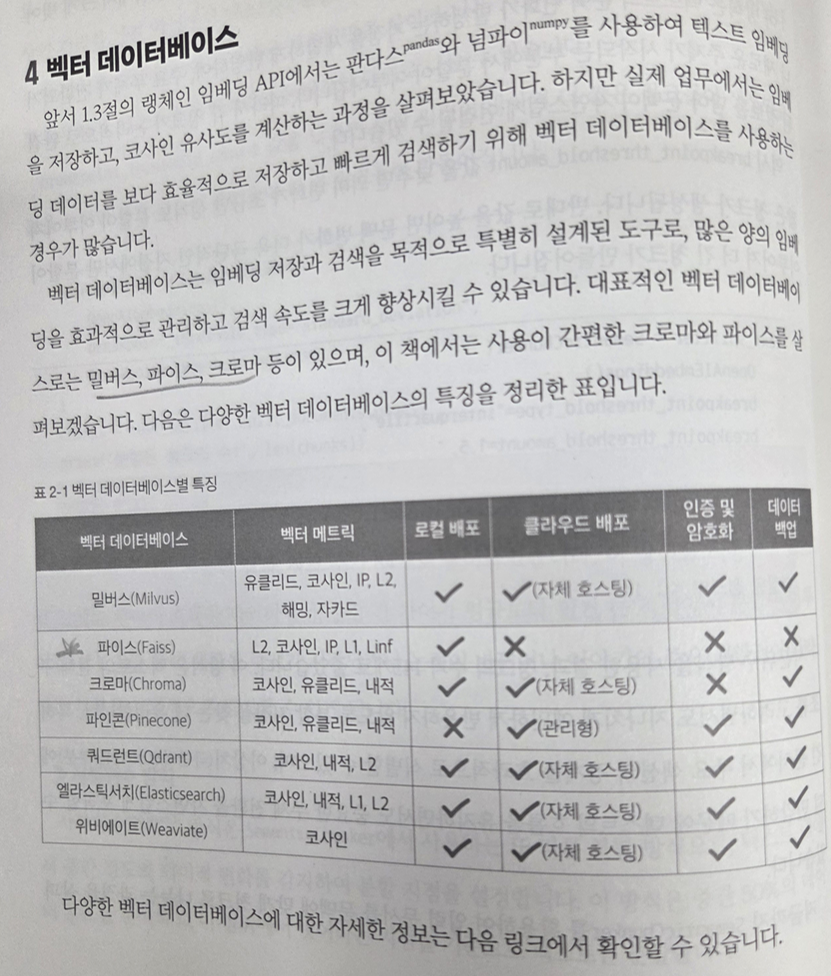 4 벡터 데이터베이스
앞서 1.3절의 랭체인 임베딩 API에서는 판다스pandas와 넘파이numpy를 사용하여 텍스트 임베딩
을 저장하고, 코사인 유사도를 계산하는 과정을 살펴보았습니다. 하지만 실제 업무에서는 임베
딩 데이터를 보다 효율적으로 저장하고 빠르게 검색하기 위해 벡터 데이터베이스를 사용하는
경우가 많습니다.
벡터 데이터베이스는 임베딩 저장과 검색을 목적으로 특별히 설계된 도구로, 많은 양의 임베
딩을 효과적으로 관리하고 검색 속도를 크게 향상시킬 수 있습니다. 대표적인 벡터 데이터베이
스로는 밀버스, 파이스, 크로마 등이 있으며, 이 책에서는 사용이 간편한 크로마와 파이스를 살
펴보겠습니다. 다음은 다양한 벡터 데이터베이스의 특징을 정리한 표입니다.
표 2-1 벡터 데이터베이스별 특징
벡터 데이터베이스 벡터 메트릭 로컬 배포 클라우드 배포 인증 및 암호화 데이터 백업
밀버스(Milvus) 유클리드, 코사인, IP, L2, 해밍, 자카드 ✓ ✓(자체 호스팅) ✓ ✓
파이스(Faiss) L2, 코사인, IP, L1, Linf ✓ ✕ ✕ ✕
크로마(Chroma) 코사인, 유클리드, 내적 ✓ ✓(자체 호스팅) ✕ ✓
파인콘(Pinecone) 코사인, 유클리드, 내적 ✕ ✓(관리형) ✓ ✓
쿼드런트(Qdrant) 코사인, 내적, L2 ✓ ✓(자체 호스팅) ✓ ✓
엘라스틱서치(Elasticsearch) 코사인, 내적, L1, L2 ✓ ✓(자체 호스팅) ✓ ✓
위비에이트(Weaviate) 코사인 ✓ ✓(자체 호스팅) ✓ ✓
다양한 벡터 데이터베이스에 대한 자세한 정보는 다음 링크에서 확인할 수 있습니다.